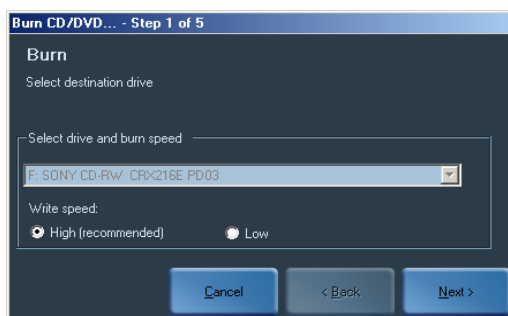 Burn CD/DVD... - Step 1 of 5
Burn
Select destination drive
Select drive and burn speed
F: SONY CD-RW CRX216E PD03
Write speed:
High (recommended) Low
Cancel < Back Next >